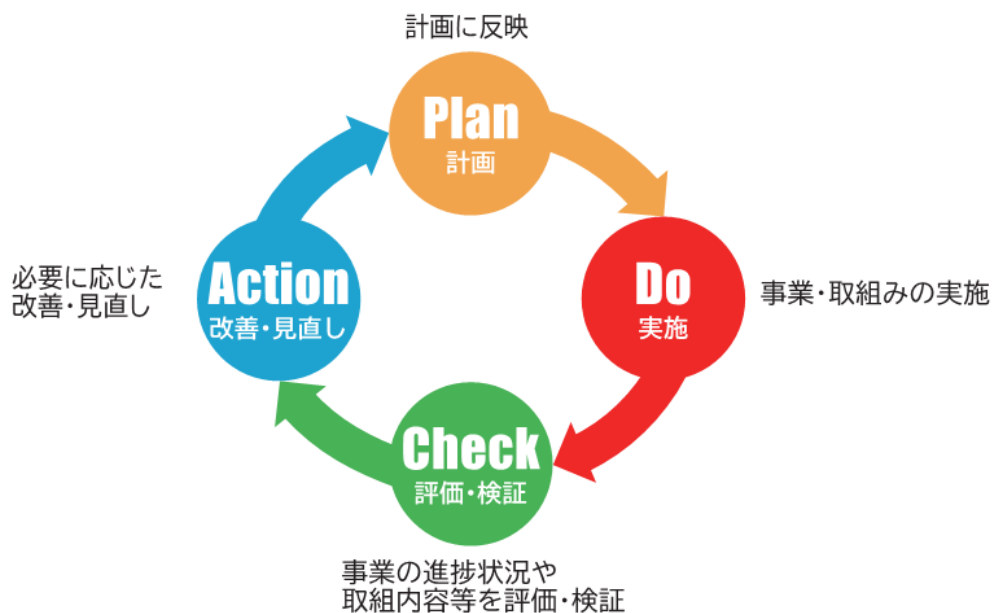 計画に反映
Plan
計画
Do
実施
事業・取組みの実施
Check
評価・検証
事業の進捗状況や
取組内容等を評価・検証
Action
改善・見直し
必要に応じた
改善・見直し